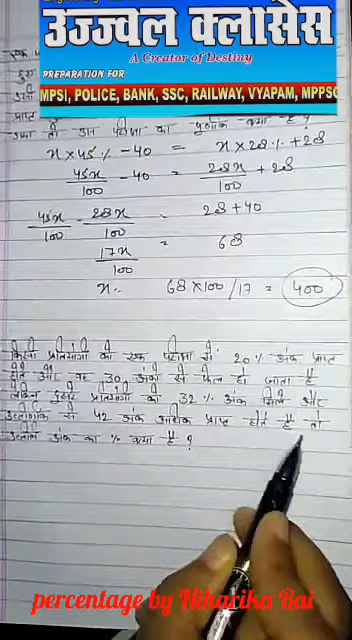 उज्ज्वल क्लासेस
A Creator of Destiny
PREPARATION FOR
MPSI, POLICE, BANK, SSC, RAILWAY, VYAPAM, MPPSC
प्राप्त
परीक्षा का पूर्णांक क्या है ?
x × 45 % - 40 = x × 28 % + 28
45x/100 - 40 = 28x/100 + 28
45x/100 - 28x/100 = 28 + 40
17x/100 = 68
x = 68 × 100 / 17 = 400
किसी प्रतियोगी को एक परीक्षा में 20 % अंक प्राप्त
होते और वह 30 अंकों से फेल हो जाता है
लेकिन दूसरे प्रतियोगी को 32 % अंक मिले और
उत्तीर्णांक से 42 अंक अधिक प्राप्त होते है तो
उत्तीर्ण अंक का % क्या है ?
percentage by Niharika Rai